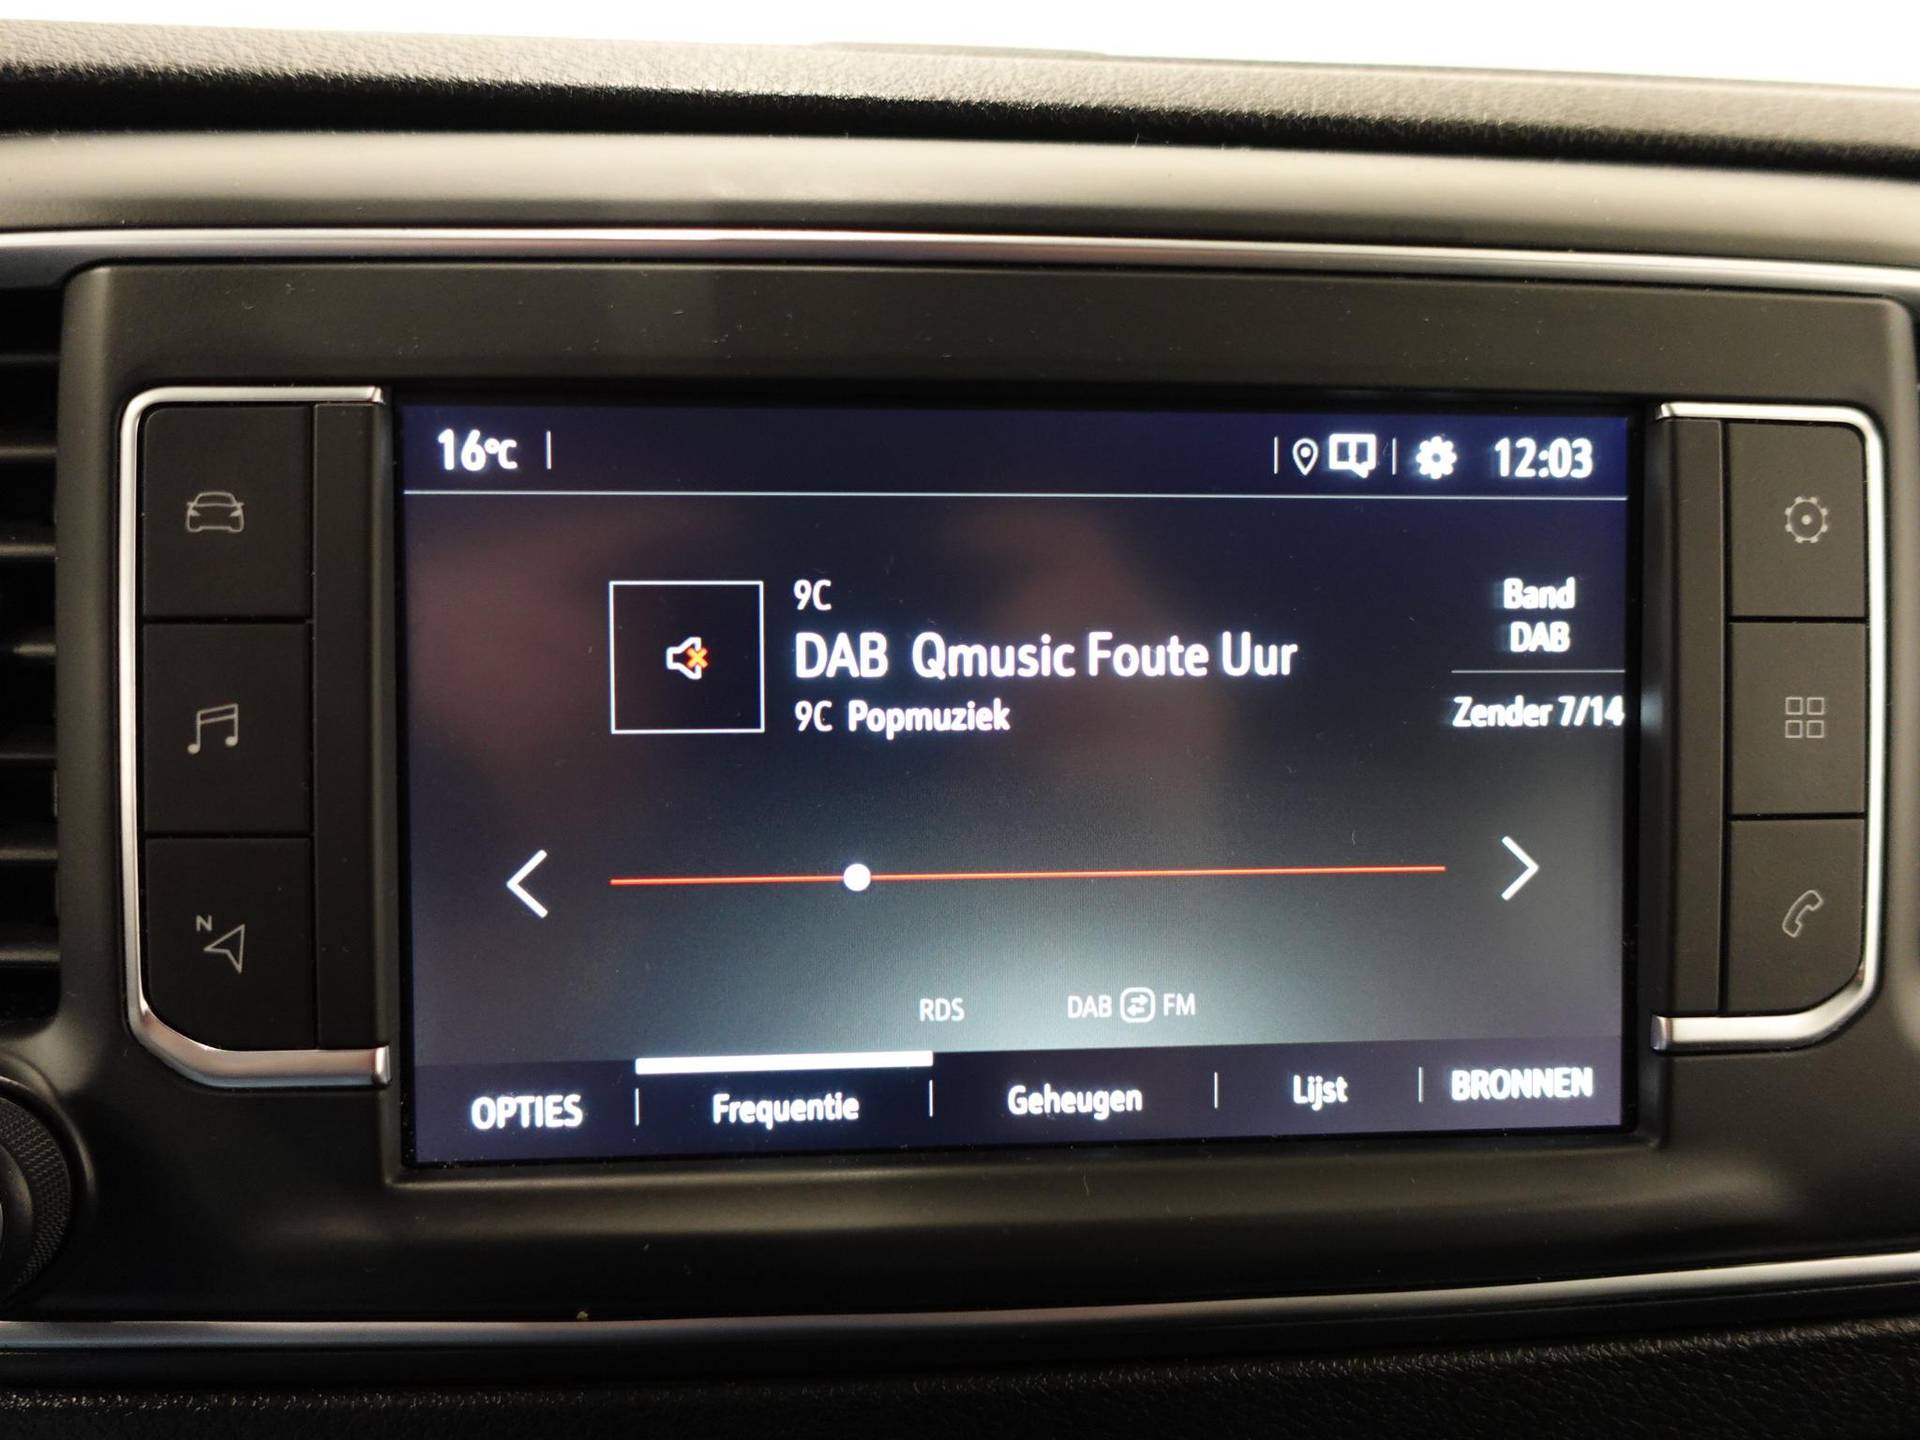 16°C
12:03
9C
DAB Qmusic Foute Uur
9C Popmuziek
Band
DAB
Zender 7/14
N
RDS
DAB FM
OPTIES
Frequentie
Geheugen
Lijst
BRONNEN